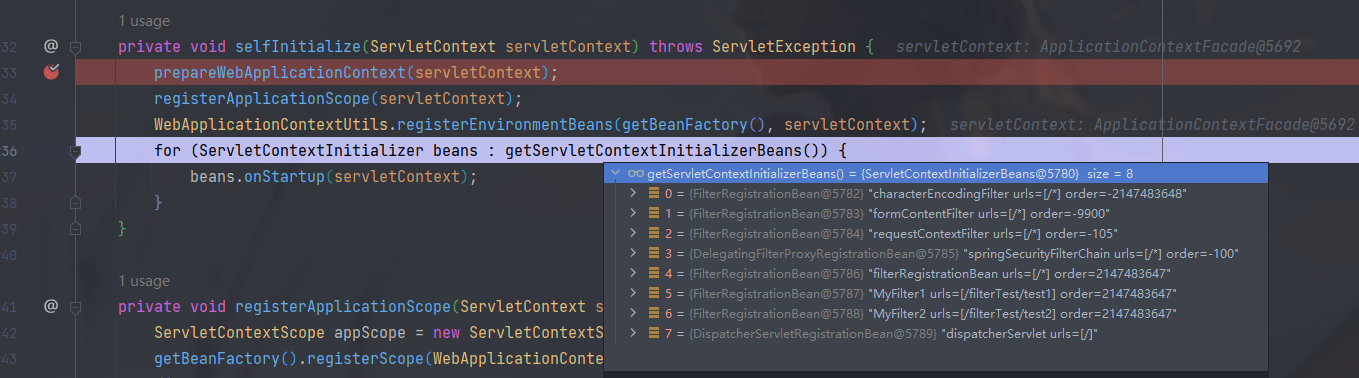 1 usage
32 @ private void selfInitialize(ServletContext servletContext) throws ServletException { servletContext: ApplicationContextFacade@5692
33 prepareWebApplicationContext(servletContext);
34 registerApplicationScope(servletContext);
35 WebApplicationContextUtils.registerEnvironmentBeans(getBeanFactory(), servletContext); servletContext: ApplicationContextFacade@5692
36 for (ServletContextInitializer beans : getServletContextInitializerBeans()) {
37 beans.onStartup(servletContext);
38 }
39 }
40
getServletContextInitializerBeans() = {ServletContextInitializerBeans@5780} size = 8
0 = {FilterRegistrationBean@5782} "characterEncodingFilter urls=[/*] order=-2147483648"
1 = {FilterRegistrationBean@5783} "formContentFilter urls=[/*] order=-9900"
2 = {FilterRegistrationBean@5784} "requestContextFilter urls=[/*] order=-105"
3 = {DelegatingFilterProxyRegistrationBean@5785} "springSecurityFilterChain urls=[/*] order=-100"
4 = {FilterRegistrationBean@5786} "filterRegistrationBean urls=[/*] order=2147483647"
5 = {FilterRegistrationBean@5787} "MyFilter1 urls=[/filterTest/test1] order=2147483647"
6 = {FilterRegistrationBean@5788} "MyFilter2 urls=[/filterTest/test2] order=2147483647"
7 = {DispatcherServletRegistrationBean@5789} "dispatcherServlet urls=[/]"
1 usage
41 @ private void registerApplicationScope(ServletContext s
42 ServletContextScope appScope = new ServletContextS
43 getBeanFactory().registerScope(WebApplicationConte